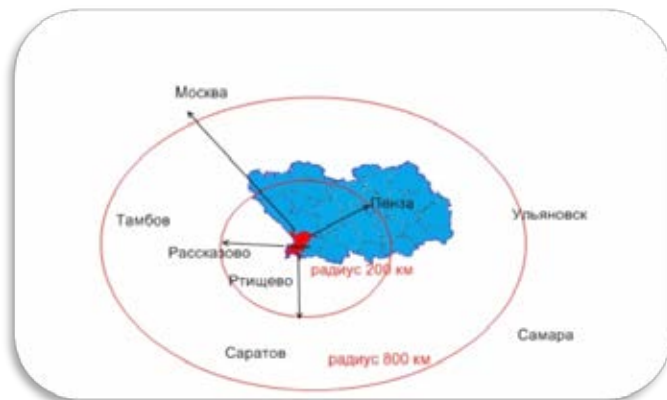 Москва
Пенза
Тамбов
Ульяновск
Рассказово
радиус 200 км
Ртищево
Самара
Саратов
радиус 800 км